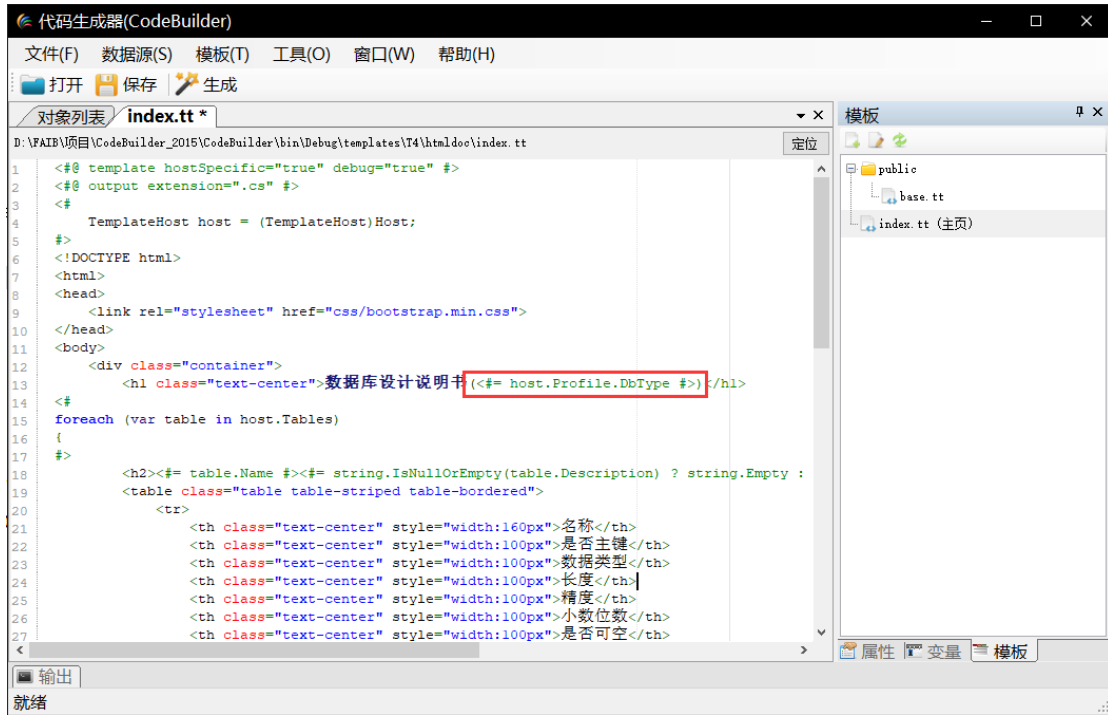 代码生成器(CodeBuilder)
文件(F) 数据源(S) 模板(T) 工具(O) 窗口(W) 帮助(H)
打开 保存 生成
对象列表 index.tt *
模板
D:\FAIB\项目\CodeBuilder_2015\CodeBuilder\bin\Debug\templates\T4\htmldoc\index.tt 定位
public
base.tt
index.tt (主页)
1 <#@ template hostSpecific="true" debug="true" #>
2 <#@ output extension=".cs" #>
3 <#
4 TemplateHost host = (TemplateHost)Host;
5 #>
6 <!DOCTYPE html>
7 <html>
8 <head>
9 <link rel="stylesheet" href="css/bootstrap.min.css">
10 </head>
11 <body>
12 <div class="container">
13 <h1 class="text-center">数据库设计说明书(<#= host.Profile.DbType #>)</h1>
14 <#
15 foreach (var table in host.Tables)
16 {
17 #>
18 <h2><#= table.Name #><#= string.IsNullOrEmpty(table.Description) ? string.Empty :
19 <table class="table table-striped table-bordered">
20 <tr>
21 <th class="text-center" style="width:160px">名称</th>
22 <th class="text-center" style="width:100px">是否主键</th>
23 <th class="text-center" style="width:100px">数据类型</th>
24 <th class="text-center" style="width:100px">长度</th>
25 <th class="text-center" style="width:100px">精度</th>
26 <th class="text-center" style="width:100px">小数位数</th>
27 <th class="text-center" style="width:100px">是否可空</th>
属性 变量 模板
输出
就绪